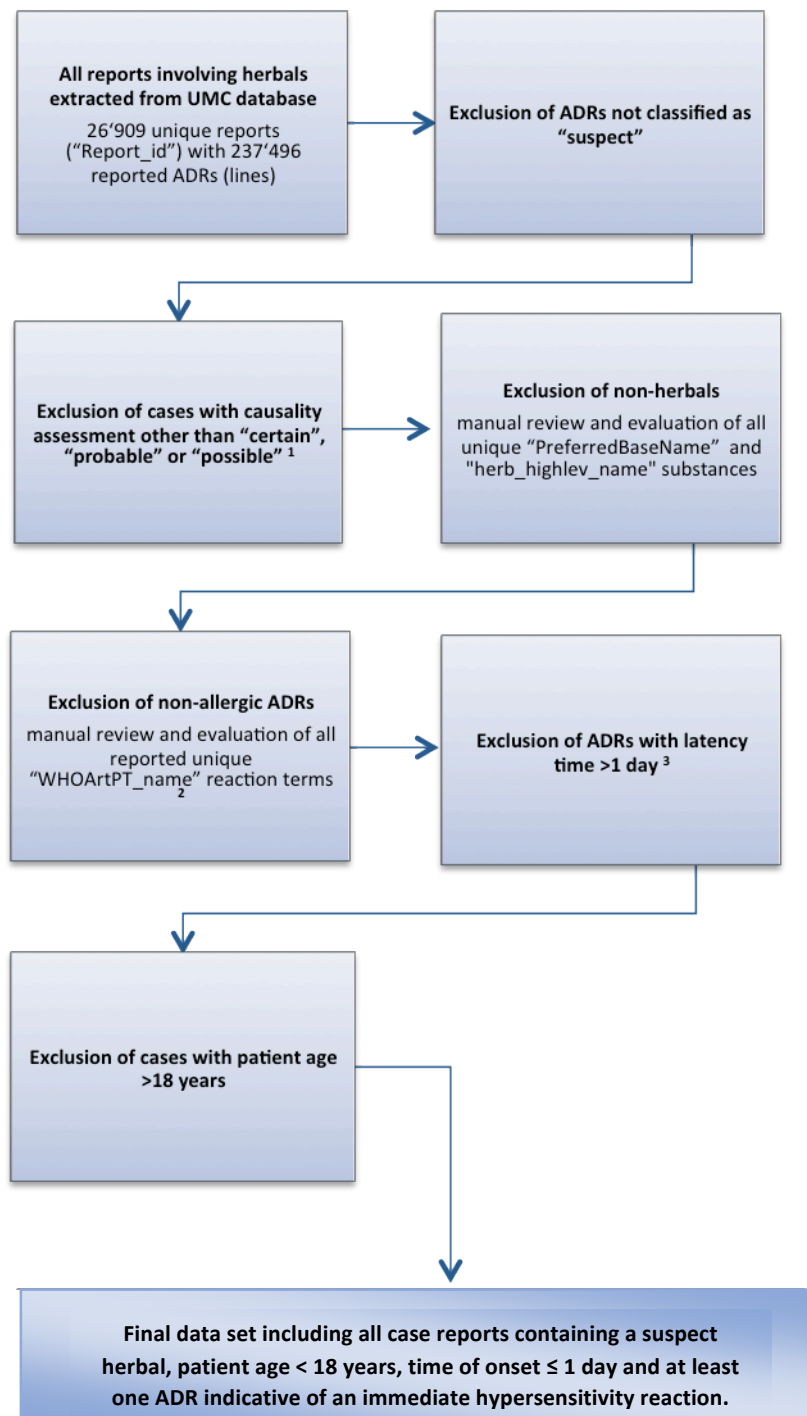 All reports involving herbals
extracted from UMC database
26‘909 unique reports
(“Report_id”) with 237‘496
reported ADRs (lines)
Exclusion of ADRs not classified as
“suspect”
Exclusion of cases with causality
assessment other than “certain”,
“probable” or “possible” 1
Exclusion of non-herbals
manual review and evaluation of all
unique “PreferredBaseName” and
"herb_highlev_name" substances
Exclusion of non-allergic ADRs
manual review and evaluation of all
reported unique
“WHOArtPT_name” reaction terms
2
Exclusion of ADRs with latency
time >1 day 3
Exclusion of cases with patient age
>18 years
Final data set including all case reports containing a suspect
herbal, patient age < 18 years, time of onset ≤ 1 day and at least
one ADR indicative of an immediate hypersensitivity reaction.